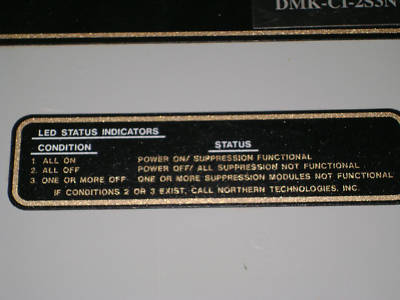 DMK-CI-2S3N
LED STATUS INDICATORS
CONDITION STATUS
1. ALL ON POWER ON/ SUPPRESSION FUNCTIONAL
2. ALL OFF POWER OFF/ ALL SUPPRESSION NOT FUNCTIONAL
3. ONE OR MORE OFF ONE OR MORE SUPPRESSION MODULES NOT FUNCTIONAL
IF CONDITIONS 2 OR 3 EXIST, CALL NORTHERN TECHNOLOGIES, INC.